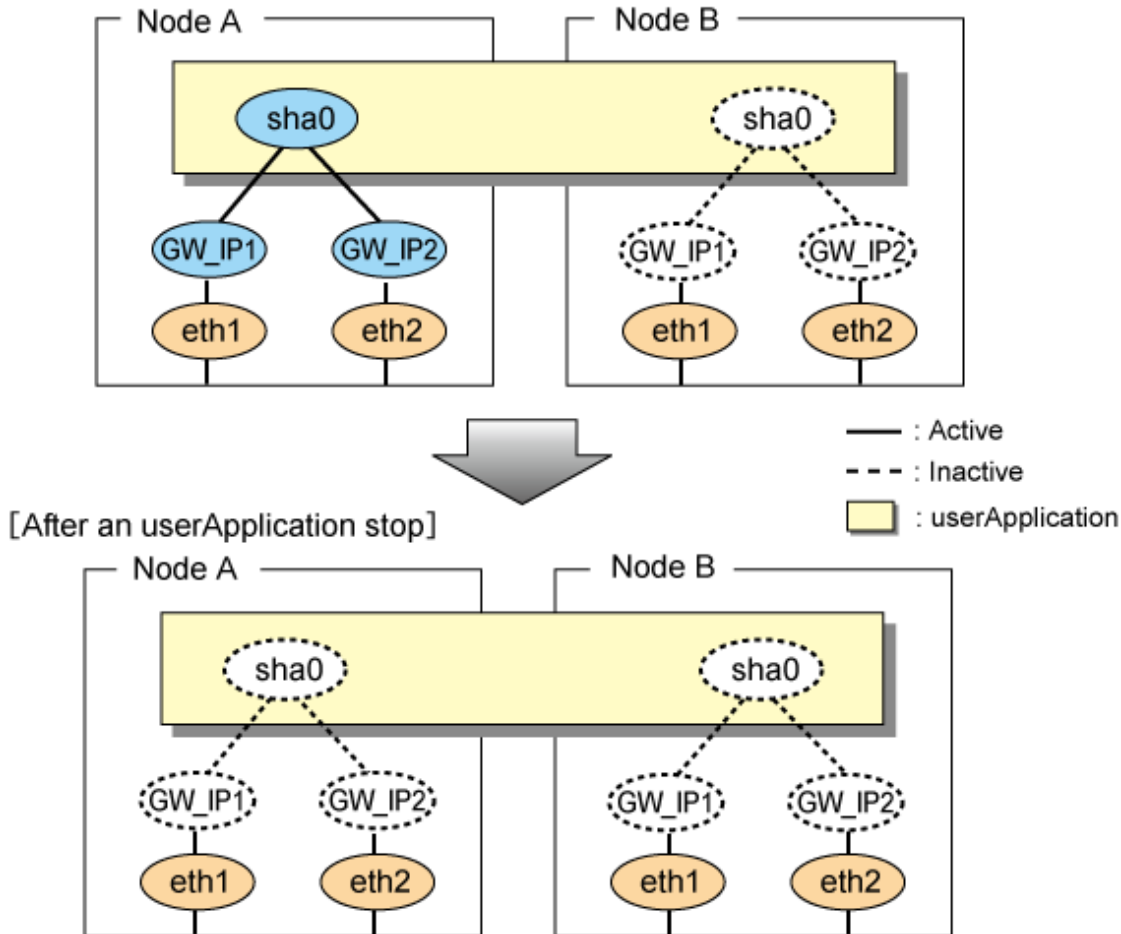 Node A
Node B
sha0
sha0
GW_IP1
GW_IP2
GW_IP1
GW_IP2
eth1
eth2
eth1
eth2
: Active
: Inactive
: userApplication
[After an userApplication stop]
Node A
Node B
sha0
sha0
GW_IP1
GW_IP2
GW_IP1
GW_IP2
eth1
eth2
eth1
eth2